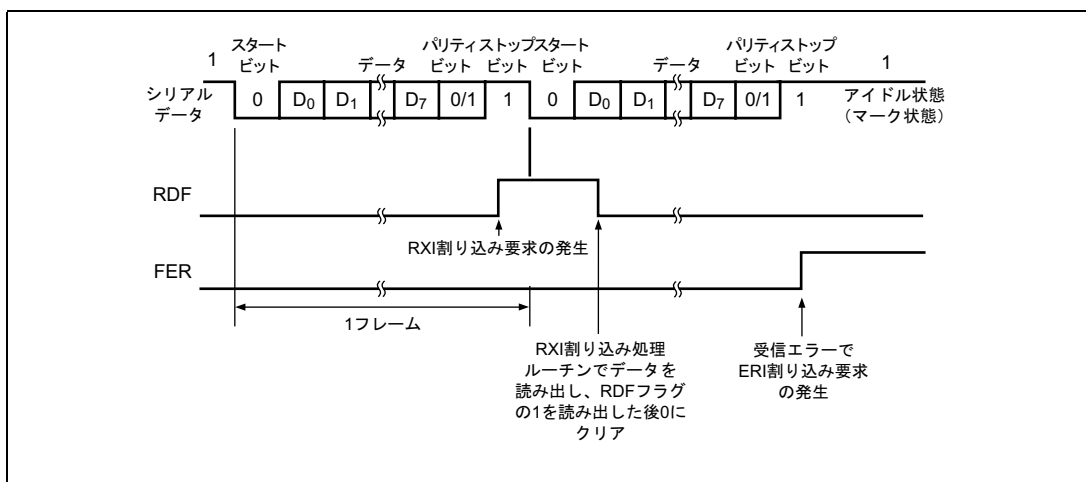 スタート パリティストップスタート パリティストップ
1 ビット データ ビット ビット ビット データ ビット ビット 1
シリアル 0 D0 D1 D7 0/1 1 0 D0 D1 D7 0/1 1 アイドル状態
データ (マーク状態)
RDF
RXI割り込み要求の発生
FER
1フレーム
RXI割り込み処理
ルーチンでデータを
読み出し、RDFフラグ
の1を読み出した後0に
クリア
受信エラーで
ERI割り込み要求
の発生